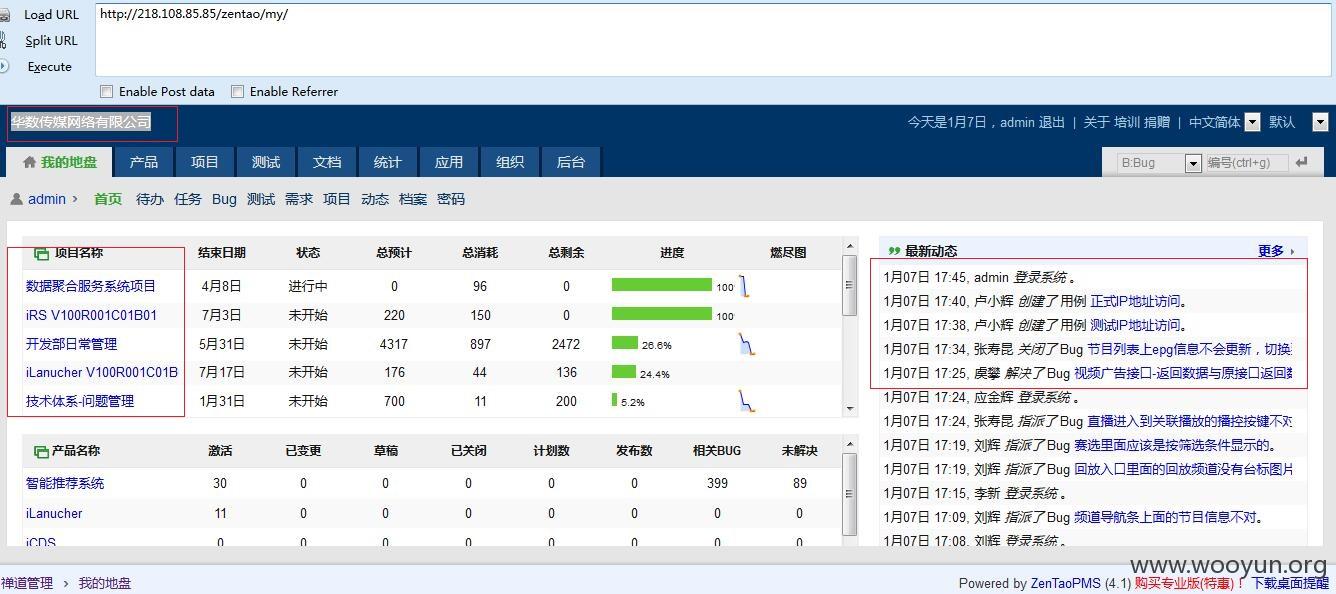 Load URL http://218.108.85.85/zentao/my/
Split URL
Execute
Enable Post data Enable Referrer
华数传媒网络有限公司 今天是1月7日，admin 退出 | 关于 培训 捐赠 | 中文简体 默认
我的地盘 产品 项目 测试 文档 统计 应用 组织 后台 B:Bug 编号(ctrl+g)
admin › 首页 待办 任务 Bug 测试 需求 项目 动态 档案 密码
项目名称 结束日期 状态 总预计 总消耗 总剩余 进度 燃尽图
数据聚合服务系统项目 4月8日 进行中 0 96 0 100
iRS V100R001C01B01 7月3日 未开始 220 150 0 100
开发部日常管理 5月31日 未开始 4317 897 2472 26.6%
iLanucher V100R001C01B 7月17日 未开始 176 44 136 24.4%
技术体系-问题管理 1月31日 未开始 700 11 200 5.2%
产品名称 激活 已变更 草稿 已关闭 计划数 发布数 相关BUG 未解决
智能推荐系统 30 0 0 0 0 0 399 89
iLanucher 11 0 0 0 0 0 0 0
iCDS 0 0 0 0 0 0 0 0
最新动态 更多 ›
1月07日 17:45, admin 登录系统 。
1月07日 17:40, 卢小辉 创建了 用例 正式IP地址访问。
1月07日 17:38, 卢小辉 创建了 用例 测试IP地址访问。
1月07日 17:34, 张寿昆 关闭了 Bug 节目列表上epg信息不会更新，切换
1月07日 17:25, 虞攀 解决了 Bug 视频广告接口-返回数据与原接口返回
1月07日 17:24, 应金辉 登录系统 。
1月07日 17:24, 张寿昆 指派了 Bug 直播进入到关联播放的播控按键不
1月07日 17:19, 刘辉 指派了 Bug 赛选里面应该是按筛选条件显示的。
1月07日 17:19, 刘辉 指派了 Bug 回放入口里面的回放频道没有台标图片
1月07日 17:15, 李新 登录系统 。
1月07日 17:09, 刘辉 指派了 Bug 频道导航条上面的节目信息不对。
1月07日 17:08, 刘辉 登录系统 。
www.wooyun.org
禅道管理 › 我的地盘 Powered by ZenTaoPMS (4.1) 购买专业版(特惠)！ 下载桌面提醒